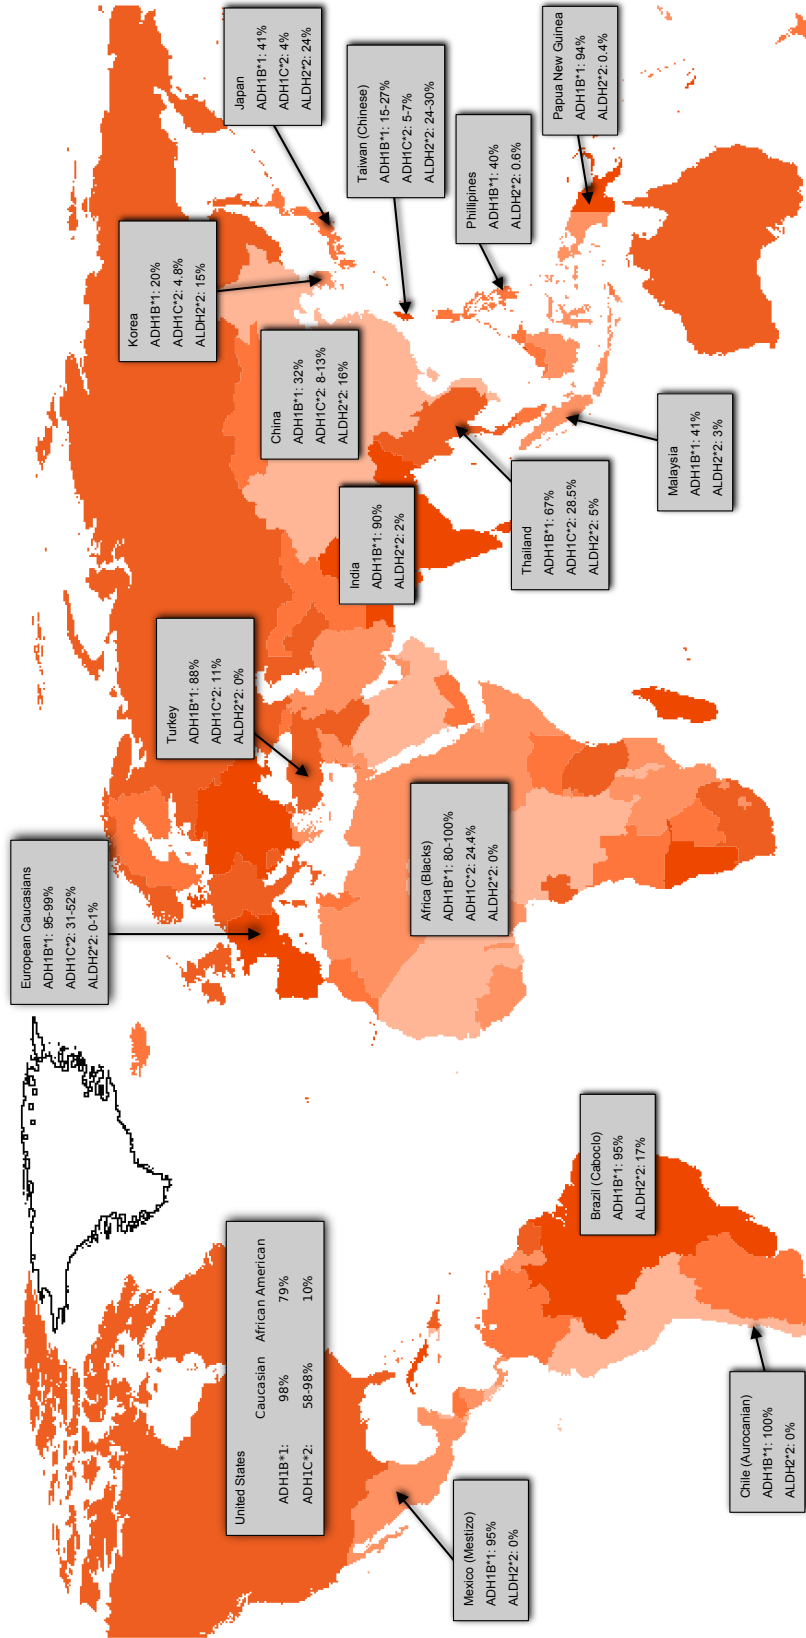 European Caucasians
ADH1B*1: 95-99%
ADH1C*2: 31-52%
ALDH2*2: 0-1%
Turkey
ADH1B*1: 88%
ADH1C*2: 11%
ALDH2*2: 0%
Korea
ADH1B*1: 20%
ADH1C*2: 4.8%
ALDH2*2: 15%
Japan
ADH1B*1: 41%
ADH1C*2: 4%
ALDH2*2: 24%
United States
Caucasian African American
ADH1B*1: 98% 79%
ADH1C*2: 58-98% 10%
China
ADH1B*1: 32%
ADH1C*2: 8-13%
ALDH2*2: 16%
Taiwan (Chinese)
ADH1B*1: 15-27%
ADH1C*2: 5-7%
ALDH2*2: 24-30%
India
ADH1B*1: 90%
ALDH2*2: 2%
Africa (Blacks)
ADH1B*1: 80-100%
ADH1C*2: 24.4%
ALDH2*2: 0%
Phillipines
ADH1B*1: 40%
ALDH2*2: 0.6%
Mexico (Mestizo)
ADH1B*1: 95%
ALDH2*2: 0%
Thailand
ADH1B*1: 67%
ADH1C*2: 28.5%
ALDH2*2: 5%
Papua New Guinea
ADH1B*1: 94%
ALDH2*2: 0.4%
Brazil (Caboclo)
ADH1B*1: 95%
ALDH2*2: 17%
Malaysia
ADH1B*1: 41%
ALDH2*2: 3%
Chile (Aurocanian)
ADH1B*1: 100%
ALDH2*2: 0%